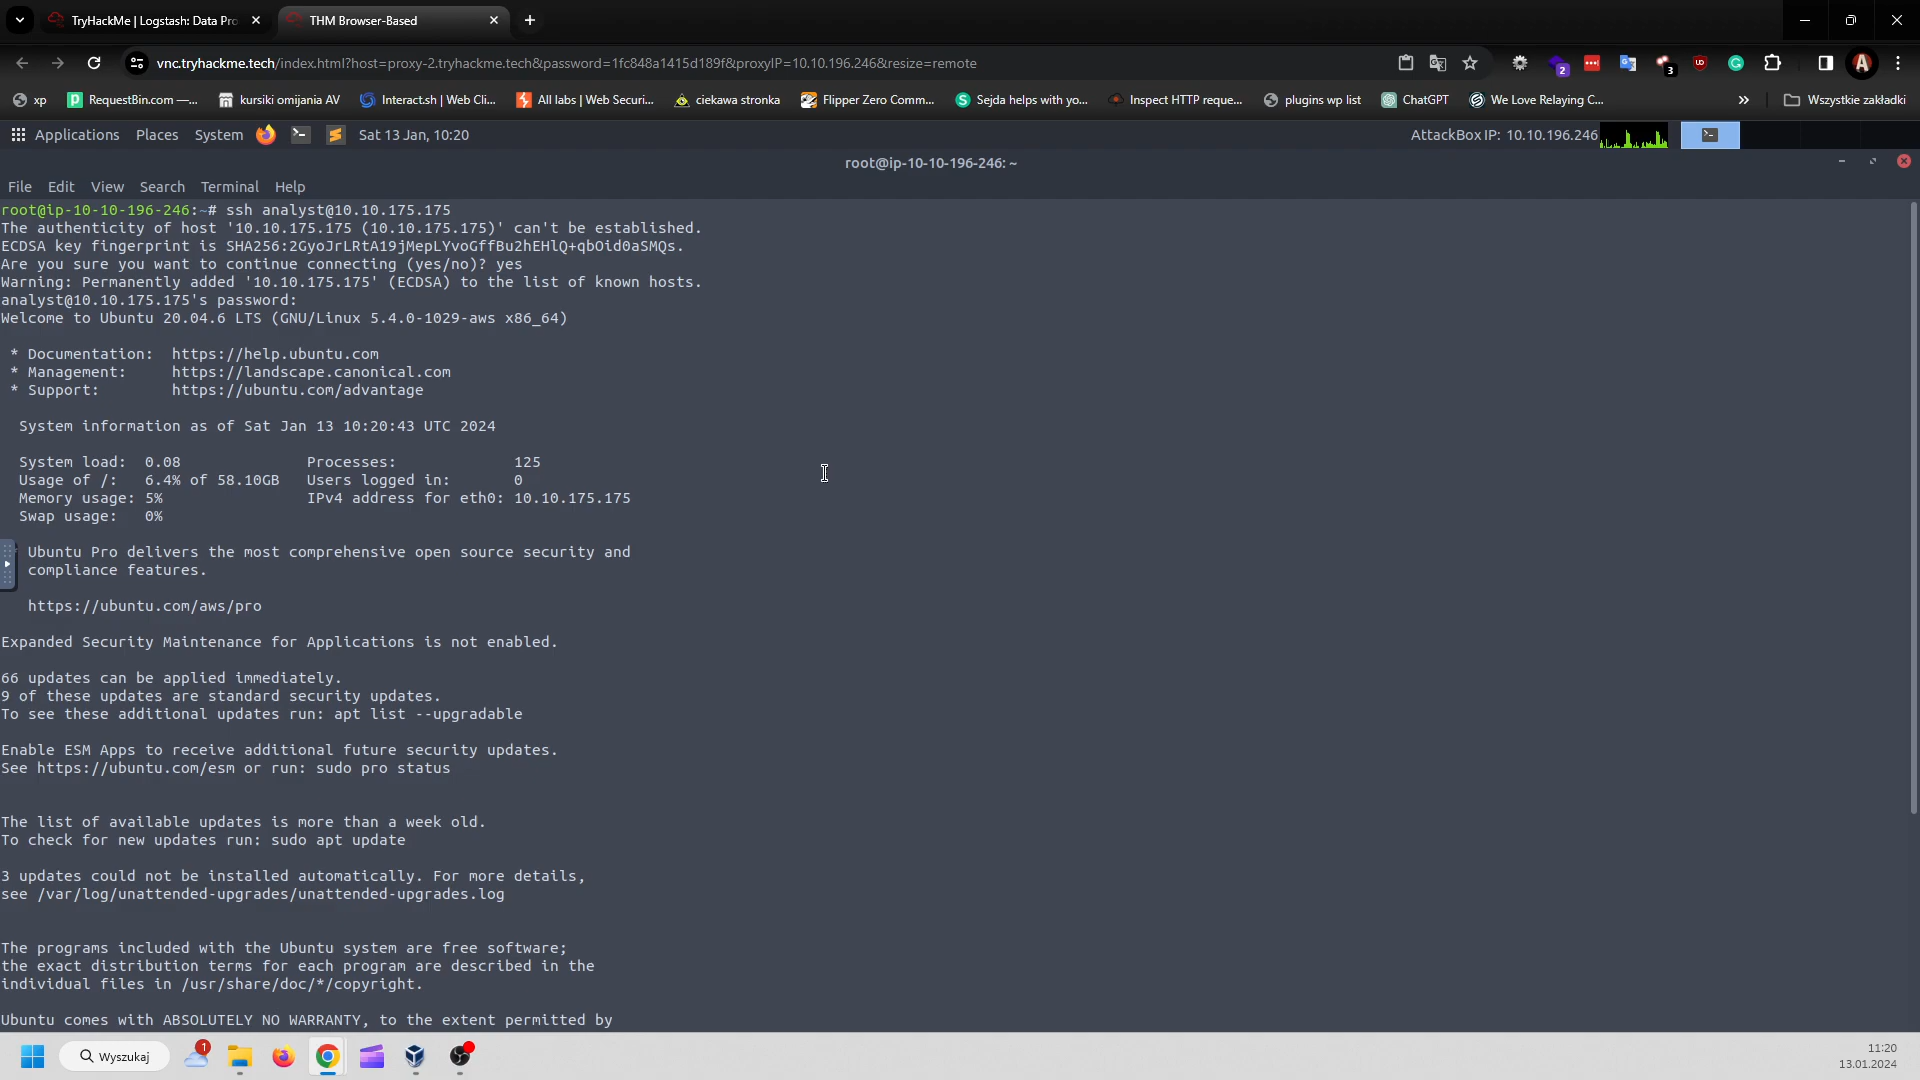 TryHackMe | Logstash: Data Pro
THM Browser-Based
vnc.tryhackme.tech/index.html?host=proxy-2.tryhackme.tech&password=1fc848a1415d189f&proxyIP=10.10.196.246&resize=remote
2
3
A
xp
RequestBin.com —...
kursiki omijania AV
Interact.sh | Web Cli...
All labs | Web Securi...
ciekawa stronka
Flipper Zero Comm...
Sejda helps with yo...
Inspect HTTP reque...
plugins wp list
ChatGPT
We Love Relaying C...
»
Wszystkie zakładki
Applications Places System Sat 13 Jan, 10:20 AttackBox IP: 10.10.196.246
root@ip-10-10-196-246: ~
File Edit View Search Terminal Help
root@ip-10-10-196-246:~# ssh analyst@10.10.175.175
The authenticity of host '10.10.175.175 (10.10.175.175)' can't be established.
ECDSA key fingerprint is SHA256:2GyoJrLRtA19jMepLYvoGffBu2hEHlQ+qbOid0aSMQs.
Are you sure you want to continue connecting (yes/no)? yes
Warning: Permanently added '10.10.175.175' (ECDSA) to the list of known hosts.
analyst@10.10.175.175's password:
Welcome to Ubuntu 20.04.6 LTS (GNU/Linux 5.4.0-1029-aws x86_64)
* Documentation: https://help.ubuntu.com
* Management: https://landscape.canonical.com
* Support: https://ubuntu.com/advantage
System information as of Sat Jan 13 10:20:43 UTC 2024
System load: 0.08 Processes: 125
Usage of /: 6.4% of 58.10GB Users logged in: 0
Memory usage: 5% IPv4 address for eth0: 10.10.175.175
Swap usage: 0%
Ubuntu Pro delivers the most comprehensive open source security and
compliance features.
https://ubuntu.com/aws/pro
Expanded Security Maintenance for Applications is not enabled.
66 updates can be applied immediately.
9 of these updates are standard security updates.
To see these additional updates run: apt list --upgradable
Enable ESM Apps to receive additional future security updates.
See https://ubuntu.com/esm or run: sudo pro status
The list of available updates is more than a week old.
To check for new updates run: sudo apt update
3 updates could not be installed automatically. For more details,
see /var/log/unattended-upgrades/unattended-upgrades.log
The programs included with the Ubuntu system are free software;
the exact distribution terms for each program are described in the
individual files in /usr/share/doc/*/copyright.
Ubuntu comes with ABSOLUTELY NO WARRANTY, to the extent permitted by
Wyszukaj
1
11:20
13.01.2024